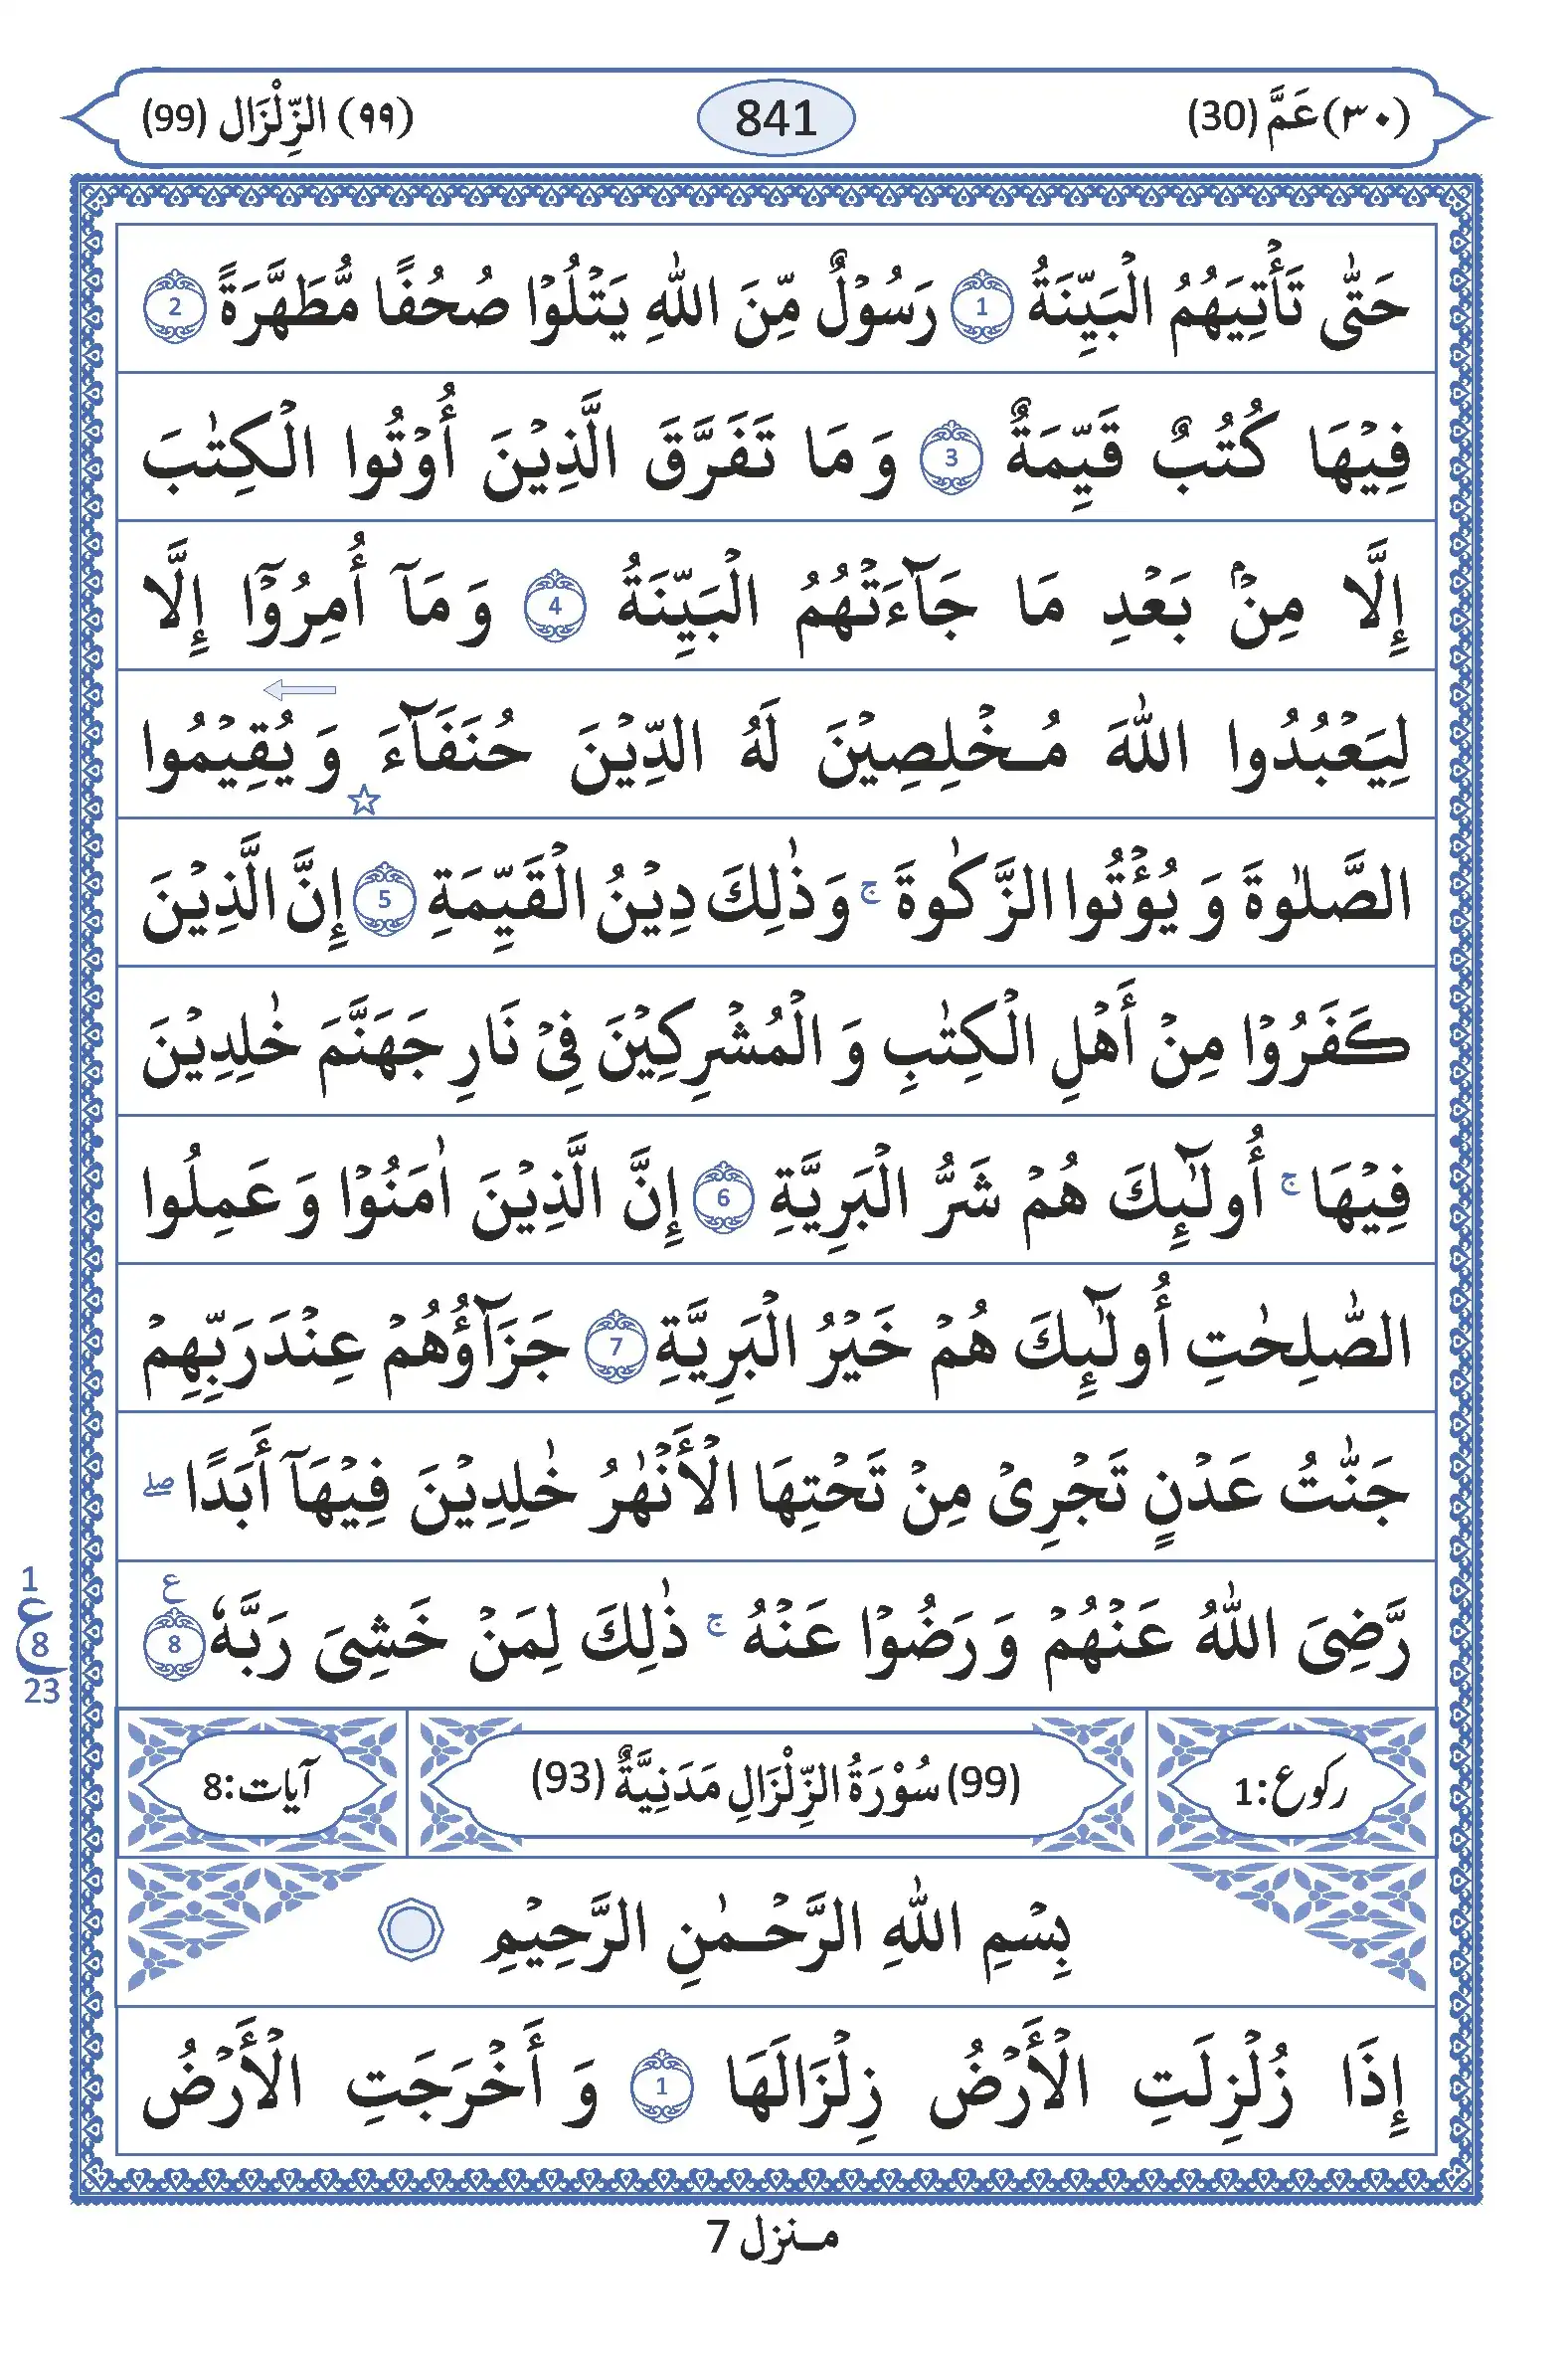 (٣٠) عَمَّ (30) 841 (٩٩) الزِّلْزَال (99)
حَتّٰى تَأْتِيَهُمُ الْبَيِّنَةُ 1 رَسُوْلٌ مِّنَ اللّٰهِ يَتْلُوْا صُحُفًا مُّطَهَّرَةً 2
فِيْهَا كُتُبٌ قَيِّمَةٌ 3 وَ مَا تَفَرَّقَ الَّذِيْنَ أُوْتُوا الْكِتٰبَ
إِلَّا مِنْۢ بَعْدِ مَا جَآءَتْهُمُ الْبَيِّنَةُ 4 وَ مَآ أُمِرُوْٓا إِلَّا
لِيَعْبُدُوا اللّٰهَ مُخْلِصِيْنَ لَهُ الدِّيْنَ حُنَفَآءَ ☆ وَ يُقِيْمُوا
الصَّلٰوةَ وَ يُؤْتُوا الزَّكٰوةَ ۚ وَذٰلِكَ دِيْنُ الْقَيِّمَةِ 5 إِنَّ الَّذِيْنَ
كَفَرُوْا مِنْ أَهْلِ الْكِتٰبِ وَ الْمُشْرِكِيْنَ فِيْ نَارِ جَهَنَّمَ خٰلِدِيْنَ
فِيْهَا ۚ أُولٰٓئِكَ هُمْ شَرُّ الْبَرِيَّةِ 6 إِنَّ الَّذِيْنَ اٰمَنُوْا وَ عَمِلُوا
الصّٰلِحٰتِ أُولٰٓئِكَ هُمْ خَيْرُ الْبَرِيَّةِ 7 جَزَآؤُهُمْ عِنْدَ رَبِّهِمْ
جَنّٰتُ عَدْنٍ تَجْرِيْ مِنْ تَحْتِهَا الْأَنْهٰرُ خٰلِدِيْنَ فِيْهَآ أَبَدًا ۖ
رَّضِيَ اللّٰهُ عَنْهُمْ وَ رَضُوْا عَنْهُ ۚ ذٰلِكَ لِمَنْ خَشِيَ رَبَّهٗ 8 ع
1 ع 8 23
رکوع:1 (99) سُوْرَةُ الزِّلْزَالِ مَدَنِيَّةٌ (93) آيات:8
بِسْمِ اللّٰهِ الرَّحْمٰنِ الرَّحِيْمِ
إِذَا زُلْزِلَتِ الْأَرْضُ زِلْزَالَهَا 1 وَ أَخْرَجَتِ الْأَرْضُ
منزل 7